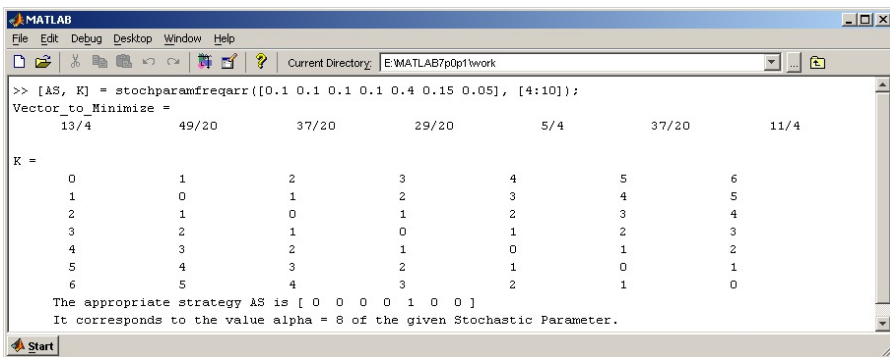 MATLAB
File Edit Debug Desktop Window Help
Current Directory: E:\MATLAB7p0p1\work
>> [AS, K] = stochparamfreqarr([0.1 0.1 0.1 0.1 0.4 0.15 0.05], [4:10]);
Vector_to_Minimize =
13/4 49/20 37/20 29/20 5/4 37/20 11/4
K =
0 1 2 3 4 5 6
1 0 1 2 3 4 5
2 1 0 1 2 3 4
3 2 1 0 1 2 3
4 3 2 1 0 1 2
5 4 3 2 1 0 1
6 5 4 3 2 1 0
The appropriate strategy AS is [ 0 0 0 0 1 0 0 ]
It corresponds to the value alpha = 8 of the given Stochastic Parameter.
Start